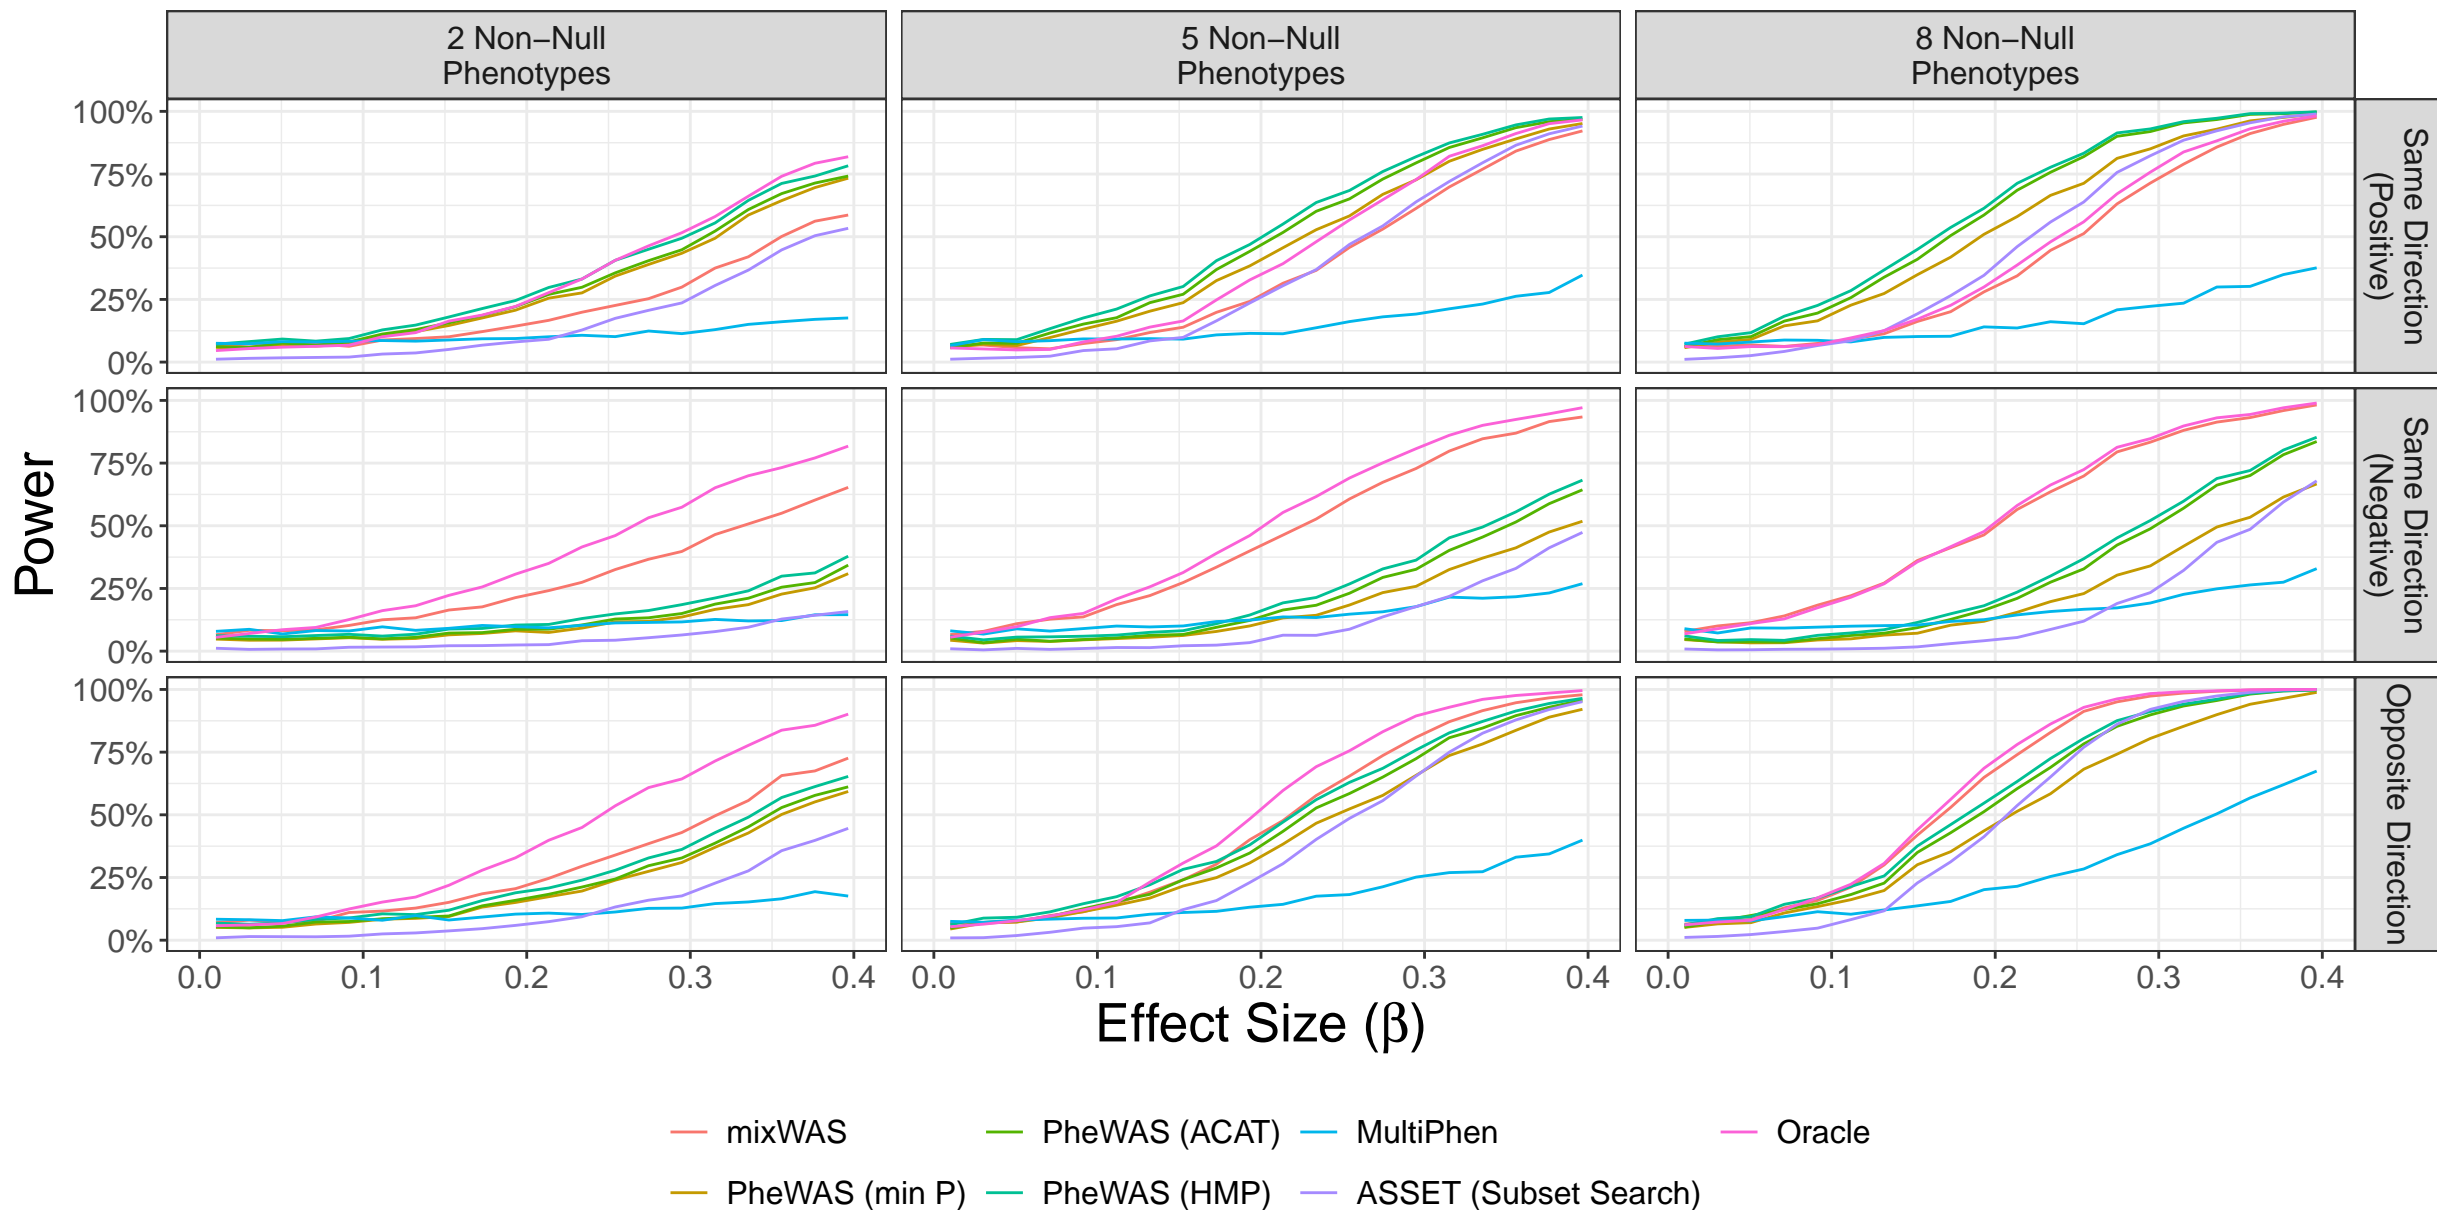 2 Non−Null
Phenotypes
5 Non−Null
Phenotypes
8 Non−Null
Phenotypes
100%
75%
50%
25%
0%
Same Direction
(Positive)
100%
75%
50%
25%
0%
Same Direction
(Negative)
100%
75%
50%
25%
0%
Opposite Direction
Power
0.0 0.1 0.2 0.3 0.4
0.0 0.1 0.2 0.3 0.4
0.0 0.1 0.2 0.3 0.4
Effect Size (β)
mixWAS PheWAS (ACAT) MultiPhen Oracle
PheWAS (min P) PheWAS (HMP) ASSET (Subset Search)